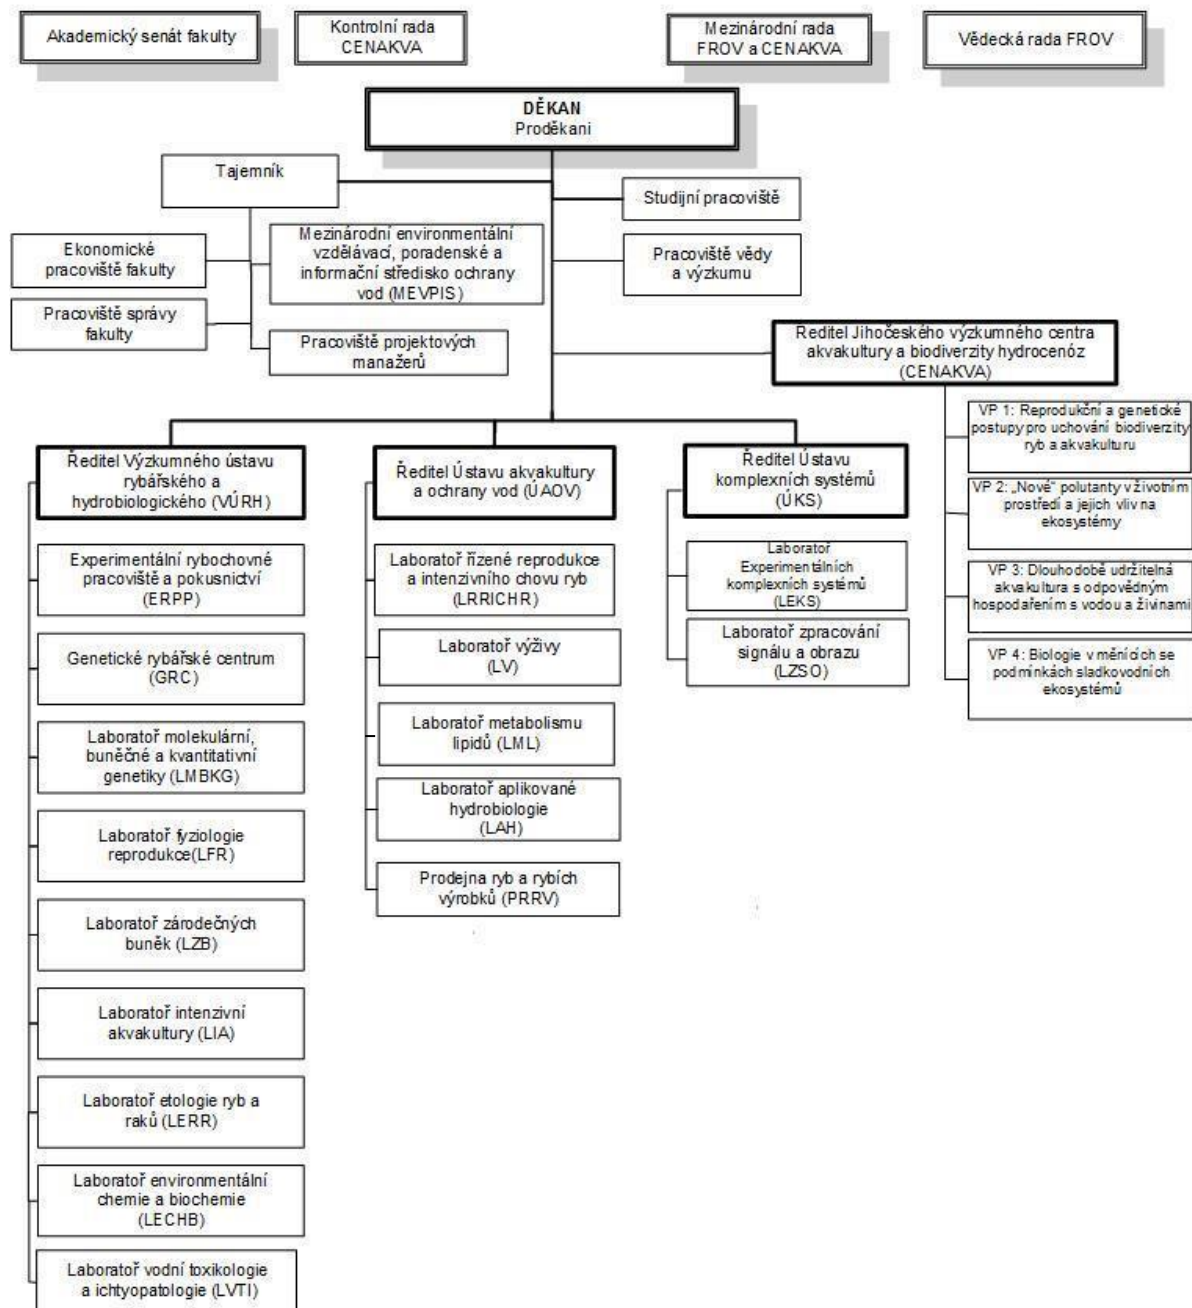 Akademický senát fakulty
Kontrolní rada
CENAKVA
Mezinárodní rada
FROV a CENAKVA
Vědecká rada FROV
DĚKAN
Proděkani
Tajemník
Studijní pracoviště
Ekonomické
pracoviště fakulty
Mezinárodní environmentální
vzdělávací, poradenské a
informační středisko ochrany
vod (MEVPIS)
Pracoviště vědy
a výzkumu
Pracoviště správy
fakulty
Pracoviště projektových
manažerů
Reditel Jihočeského výzkumného centra
akvakultury a biodiverzity hydrocenóz
(CENAKVA)
VP 1: Reprodukční a genetické
postupy pro uchování biodiverzity
ryb a akvakulturu
VP 2: „Nové“ polutanty v životním
prostředí a jejich vliv na
ekosystémy
VP 3: Dlouhodobě udržitelná
akvakultura s odpovědným
hospodařením s vodou a živinami
VP 4: Biologie v měnících se
podmínkách sladkovodních
ekosystémů
Ředitel Výzkumného ústavu
rybářského a
hydrobiologického (VÚRH)
Experimentální rybochovné
pracoviště a pokusnictví
(ERPP)
Genetické rybářské centrum
(GRC)
Laboratoř molekulární,
buněčné a kvantitativní
genetiky (LMBKG)
Laboratoř fyziologie
reprodukce(LFR)
Laboratoř zárodečných
buněk (LZB)
Laboratoř intenzivní
akvakultury (LIA)
Laboratoř etologie ryb a
raků (LERR)
Laboratoř environmentální
chemie a biochemie
(LECHB)
Laboratoř vodní toxikologie
a ichtyopatologie (LVTI)
Ředitel Ústavu akvakultury
a ochrany vod (ÚAOV)
Laboratoř řízené reprodukce
a intenzivního chovu ryb
(LRRICHR)
Laboratoř výživy
(LV)
Laboratoř metabolismu
lipidů (LML)
Laboratoř aplikované
hydrobiologie
(LAH)
Prodejna ryb a rybích
výrobků (PRRV)
Ředitel Ústavu
komplexních systémů
(ÚKS)
Laboratoř
Experimentálních
komplexních systémů
(LEKS)
Laboratoř zpracování
signálu a obrazu
(LZSO)